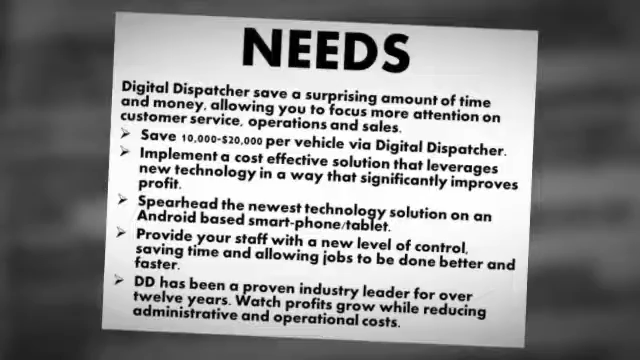 NEEDS
Digital Dispatcher save a surprising amount of time
and money, allowing you to focus more attention on
customer service, operations and sales.
➢ Save 10,000-$20,000 per vehicle via Digital Dispatcher.
➢ Implement a cost effective solution that leverages
new technology in a way that significantly improves
profit.
➢ Spearhead the newest technology solution on an
Android based smart-phone/tablet.
➢ Provide your staff with a new level of control,
saving time and allowing jobs to be done better and
faster.
➢ DD has been a proven industry leader for over
twelve years. Watch profits grow while reducing
administrative and operational costs.